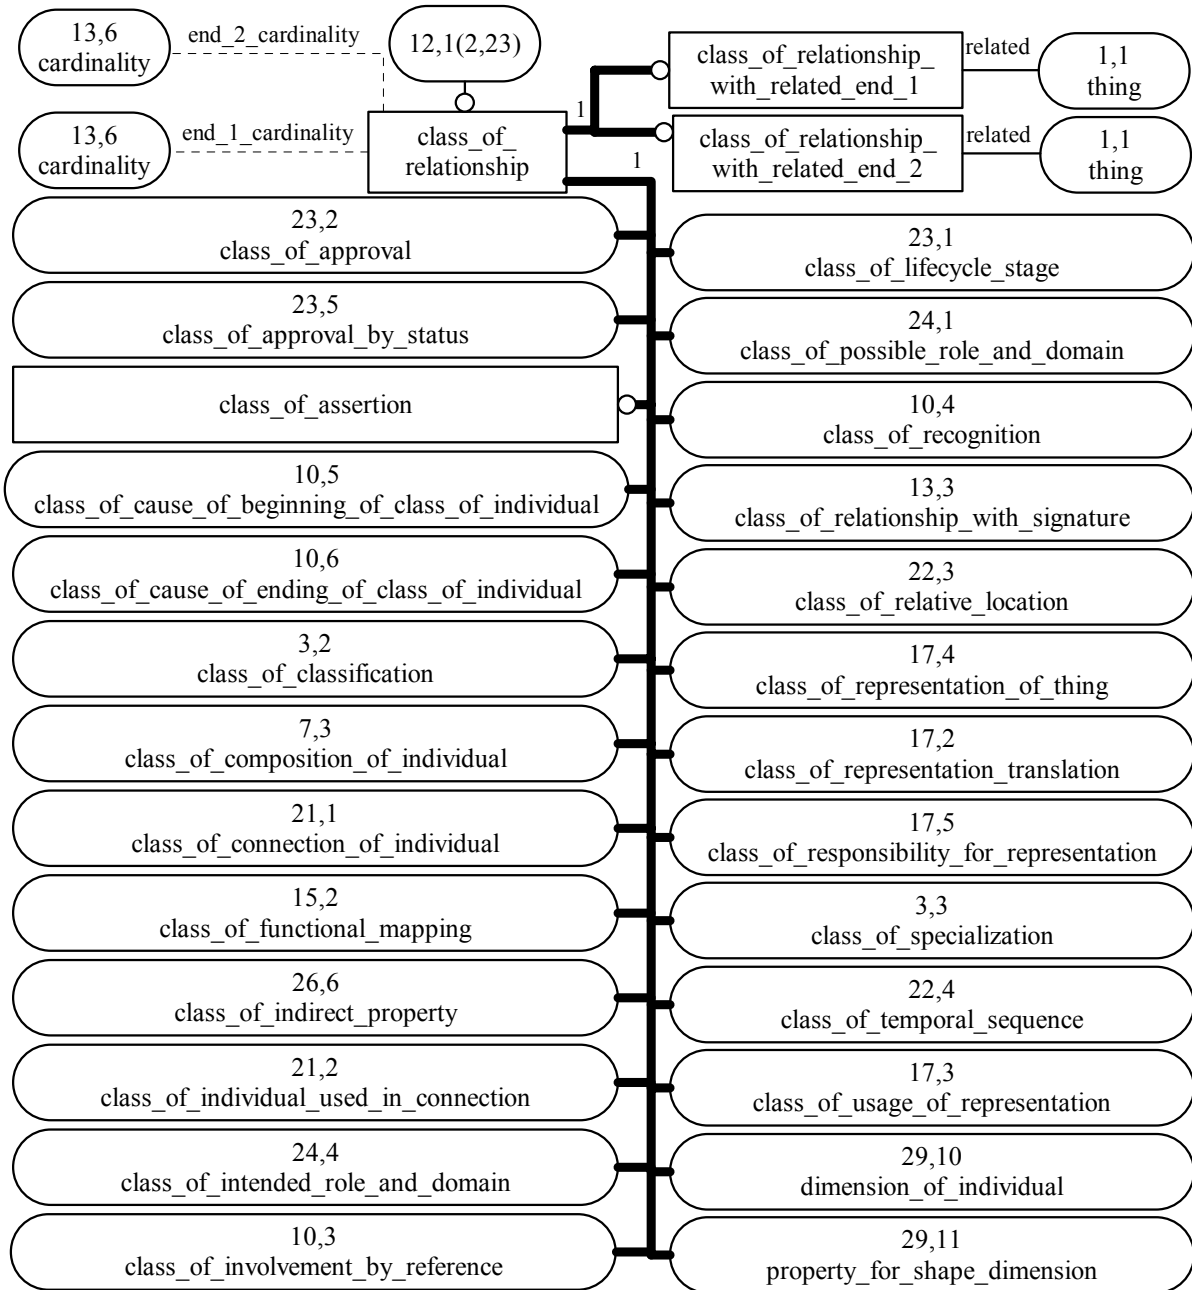 13,6
cardinality
end_2_cardinality
12,1(2,23)
class_of_relationship_
with_related_end_1
related
1,1
thing
13,6
cardinality
end_1_cardinality
class_of_
relationship
1
1
class_of_relationship_
with_related_end_2
related
1,1
thing
23,2
class_of_approval
23,5
class_of_approval_by_status
class_of_assertion
10,5
class_of_cause_of_beginning_of_class_of_individual
10,6
class_of_cause_of_ending_of_class_of_individual
3,2
class_of_classification
7,3
class_of_composition_of_individual
21,1
class_of_connection_of_individual
15,2
class_of_functional_mapping
26,6
class_of_indirect_property
21,2
class_of_individual_used_in_connection
24,4
class_of_intended_role_and_domain
10,3
class_of_involvement_by_reference
23,1
class_of_lifecycle_stage
24,1
class_of_possible_role_and_domain
10,4
class_of_recognition
13,3
class_of_relationship_with_signature
22,3
class_of_relative_location
17,4
class_of_representation_of_thing
17,2
class_of_representation_translation
17,5
class_of_responsibility_for_representation
3,3
class_of_specialization
22,4
class_of_temporal_sequence
17,3
class_of_usage_of_representation
29,10
dimension_of_individual
29,11
property_for_shape_dimension